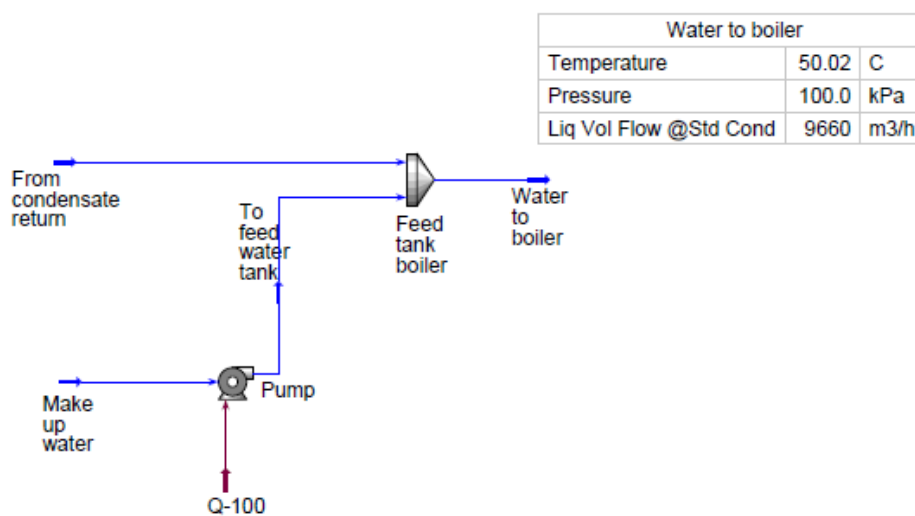 Water to boiler
Temperature 50.02 C
Pressure 100.0 kPa
Liq Vol Flow @Std Cond 9660 m3/h
From
condensate
return
To
feed
water
tank
Feed
tank
boiler
Water
to
boiler
Make
up
water
Pump
Q-100